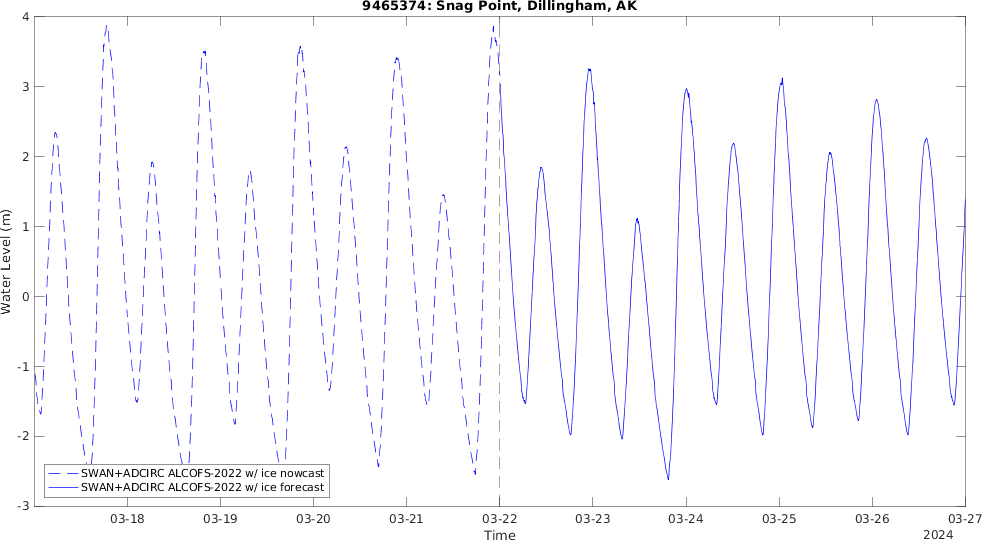 9465374: Snag Point, Dillingham, AK
4
3
2
1
0
-1
-2
-3
Water Level (m)
SWAN+ADCIRC ALCOFS-2022 w/ ice nowcast
SWAN+ADCIRC ALCOFS-2022 w/ ice forecast
03-18 03-19 03-20 03-21 03-22 03-23 03-24 03-25 03-26 03-27
Time
2024